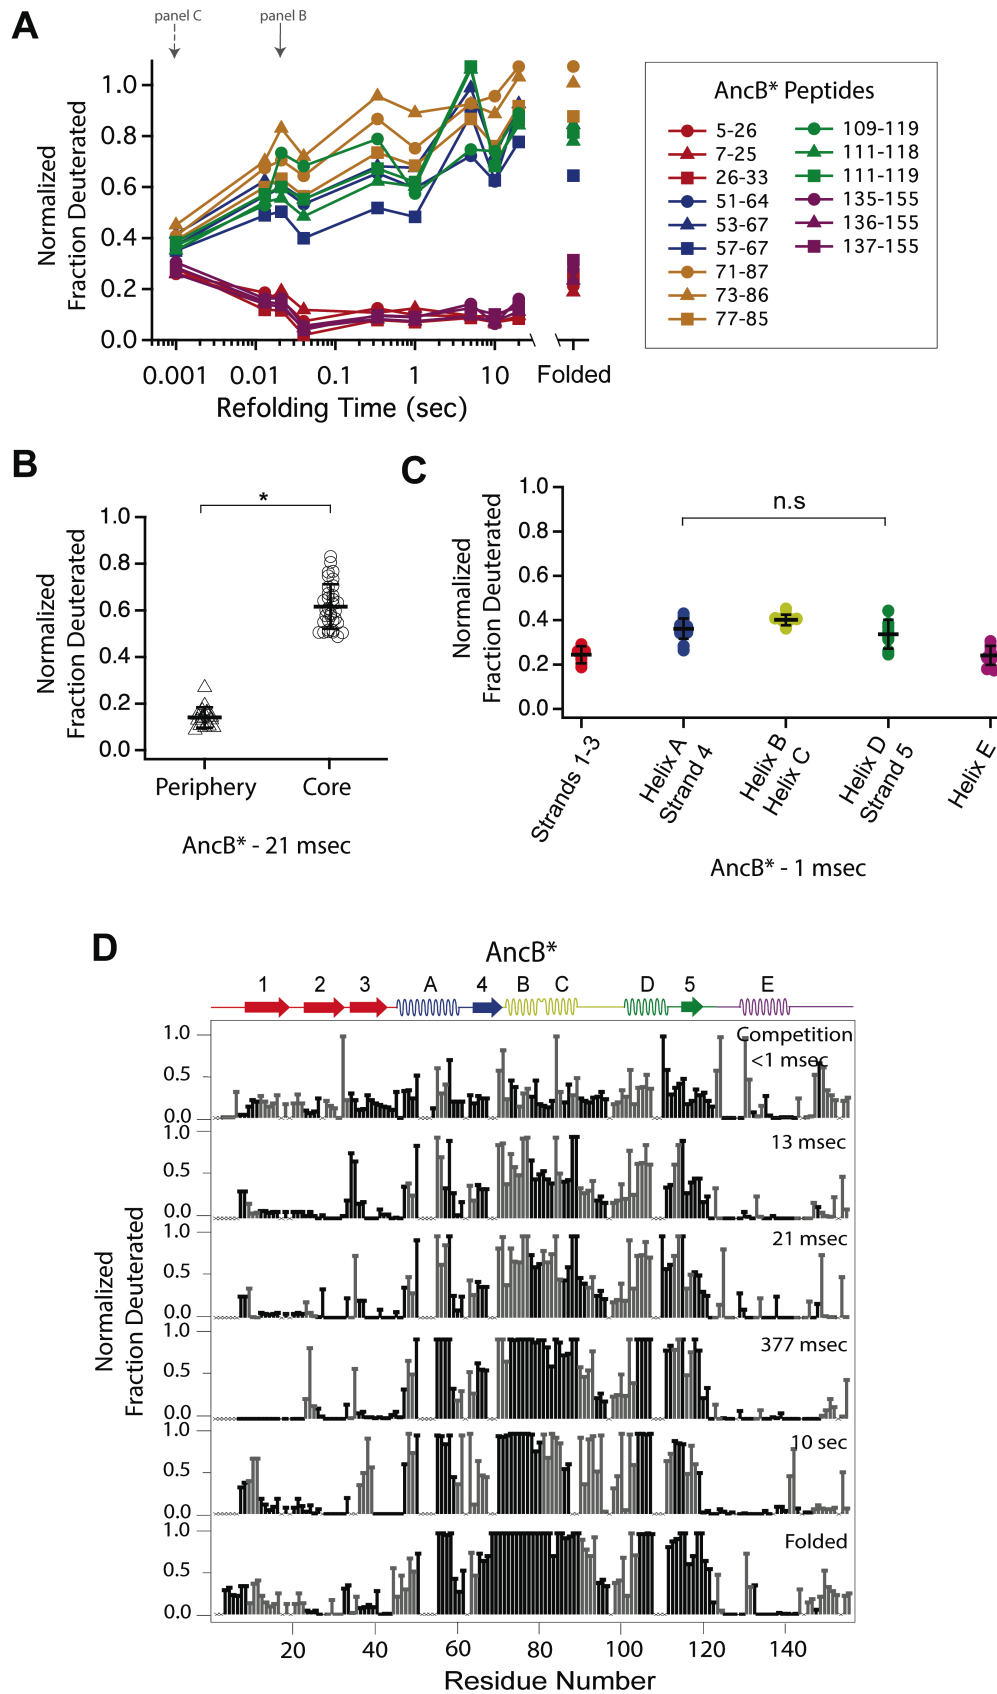 A
panel C
panel B
Normalized
Fraction Deuterated
1.0
0.8
0.6
0.4
0.2
0.0
0.001
0.01
0.1
1
10
Folded
Refolding Time (sec)
AncB* Peptides
5-26
7-25
26-33
51-64
53-67
57-67
71-87
73-86
77-85
109-119
111-118
111-119
135-155
136-155
137-155
B
Normalized
Fraction Deuterated
1.0
0.8
0.6
0.4
0.2
0.0
*
Periphery
Core
AncB* - 21 msec
C
Normalized
Fraction Deuterated
1.0
0.8
0.6
0.4
0.2
0.0
n.s
Strands 1-3
Helix A
Strand 4
Helix B
Helix C
Helix D
Strand 5
Helix E
AncB* - 1 msec
D
AncB*
1
2
3
A
4
B
C
D
5
E
Normalized
Fraction Deuterated
1.0
0.5
0.0
Competition
<1 msec
1.0
0.5
0.0
13 msec
1.0
0.5
0.0
21 msec
1.0
0.5
0.0
377 msec
1.0
0.5
0.0
10 sec
1.0
0.5
0.0
Folded
20
40
60
80
100
120
140
Residue Number